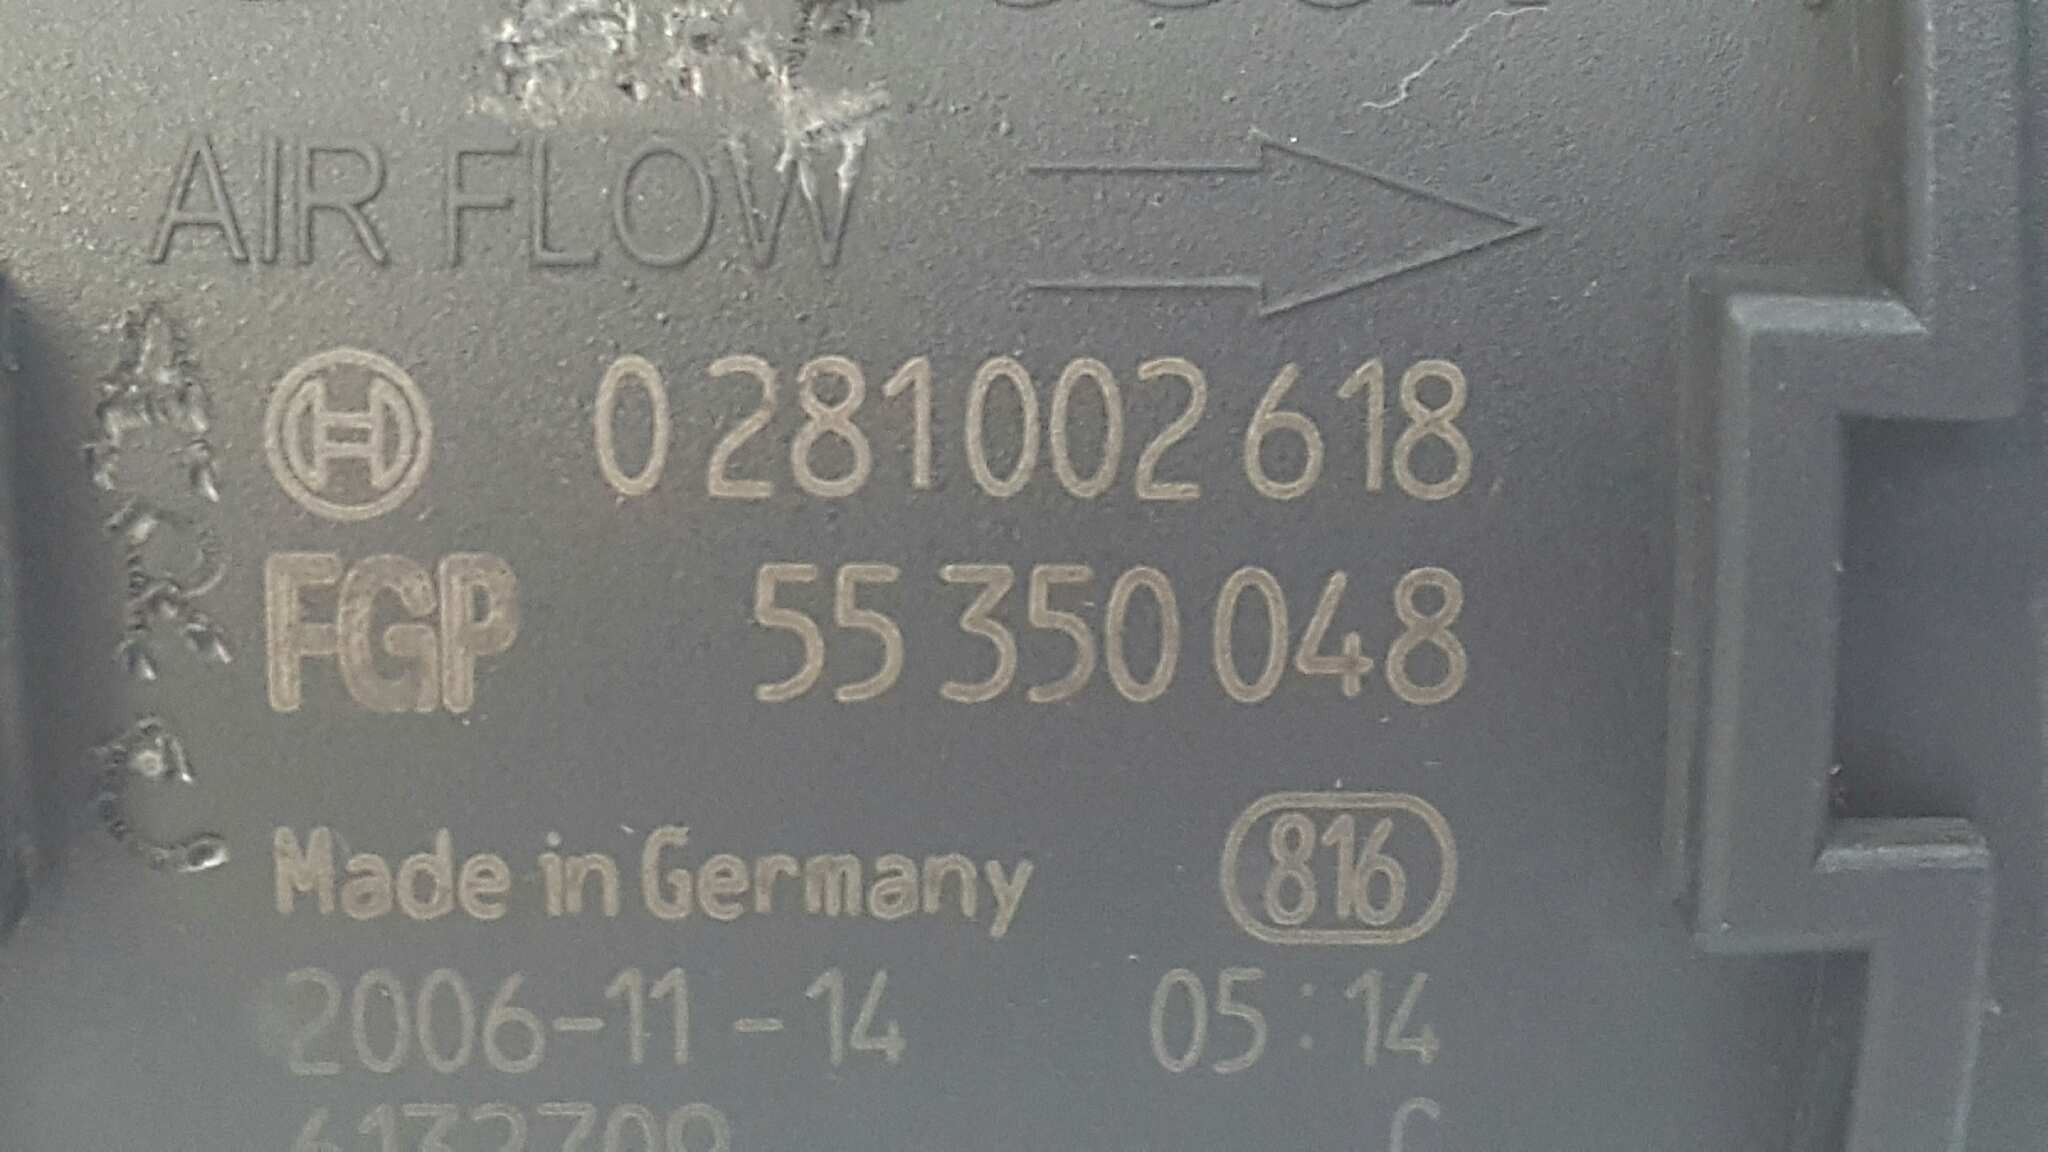 AIR FLOW
0 281 002 618
FGP 55 350 048
Made in Germany 816
2006-11-14 05:14